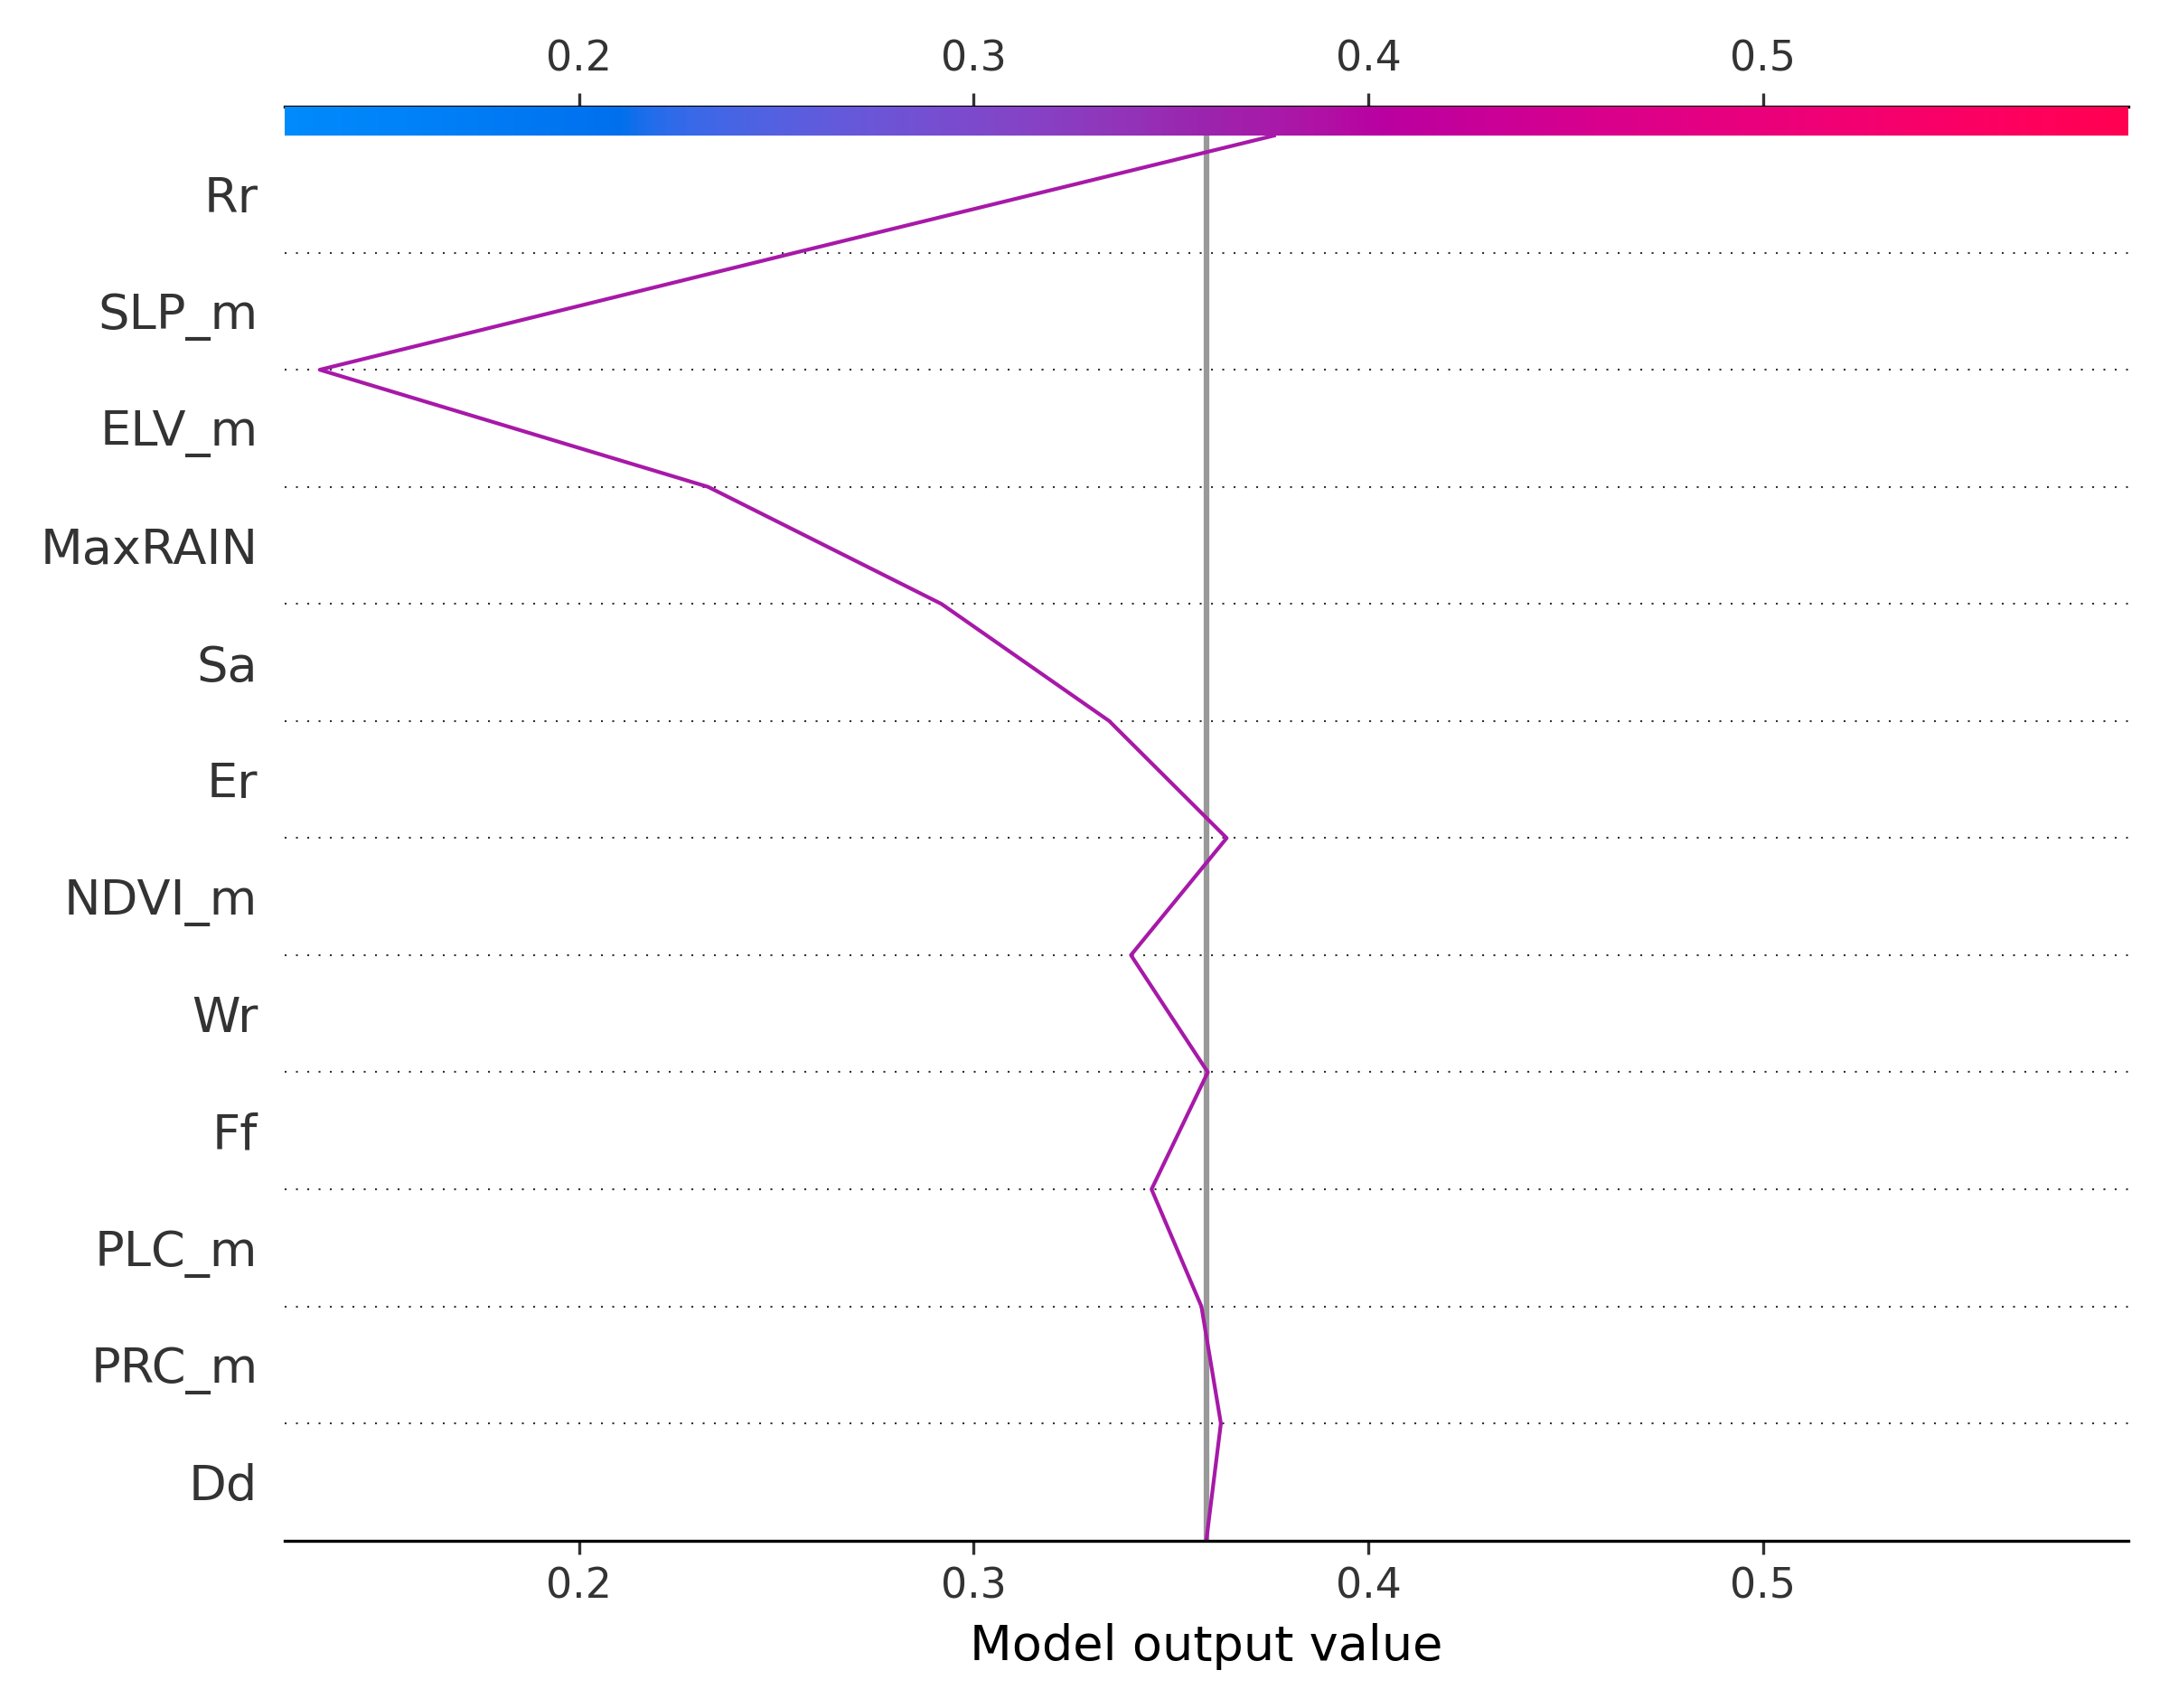 0.2 0.3 0.4 0.5
Rr
SLP_m
ELV_m
MaxRAIN
Sa
Er
NDVI_m
Wr
Ff
PLC_m
PRC_m
Dd
0.2 0.3 0.4 0.5
Model output value